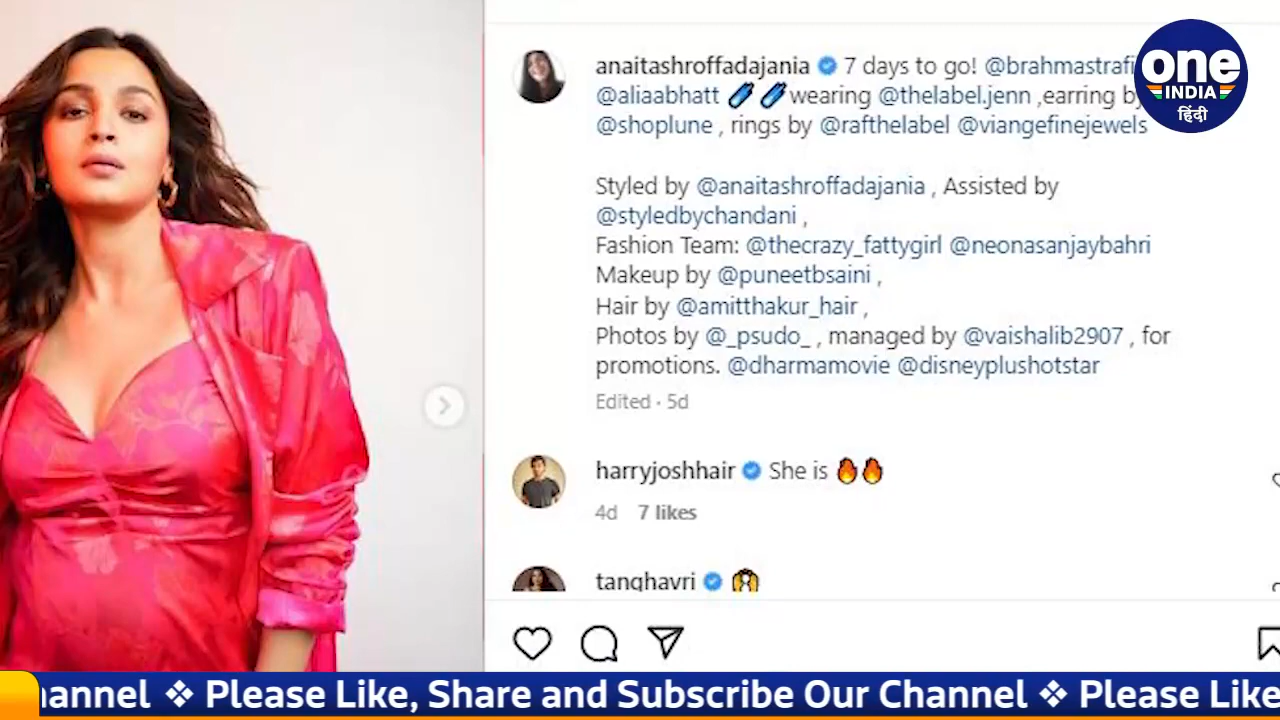 one
INDIA
हिंदी
anaitashroffadajania 7 days to go! @brahmastrafi
@aliaabhatt wearing @thelabel.jenn ,earring by
@shoplune , rings by @rafthelabel @viangefinejewels
Styled by @anaitashroffadajania , Assisted by
@styledbychandani ,
Fashion Team: @thecrazy_fattygirl @neonasanjaybahri
Makeup by @puneetbsaini ,
Hair by @amitthakur_hair ,
Photos by @_psudo_ , managed by @vaishalib2907 , for
promotions. @dharmamovie @disneyplushotstar
Edited · 5d
harryjoshhair She is 🔥🔥
4d 7 likes
tanghavri
annel ❖ Please Like, Share and Subscribe Our Channel ❖ Please Like